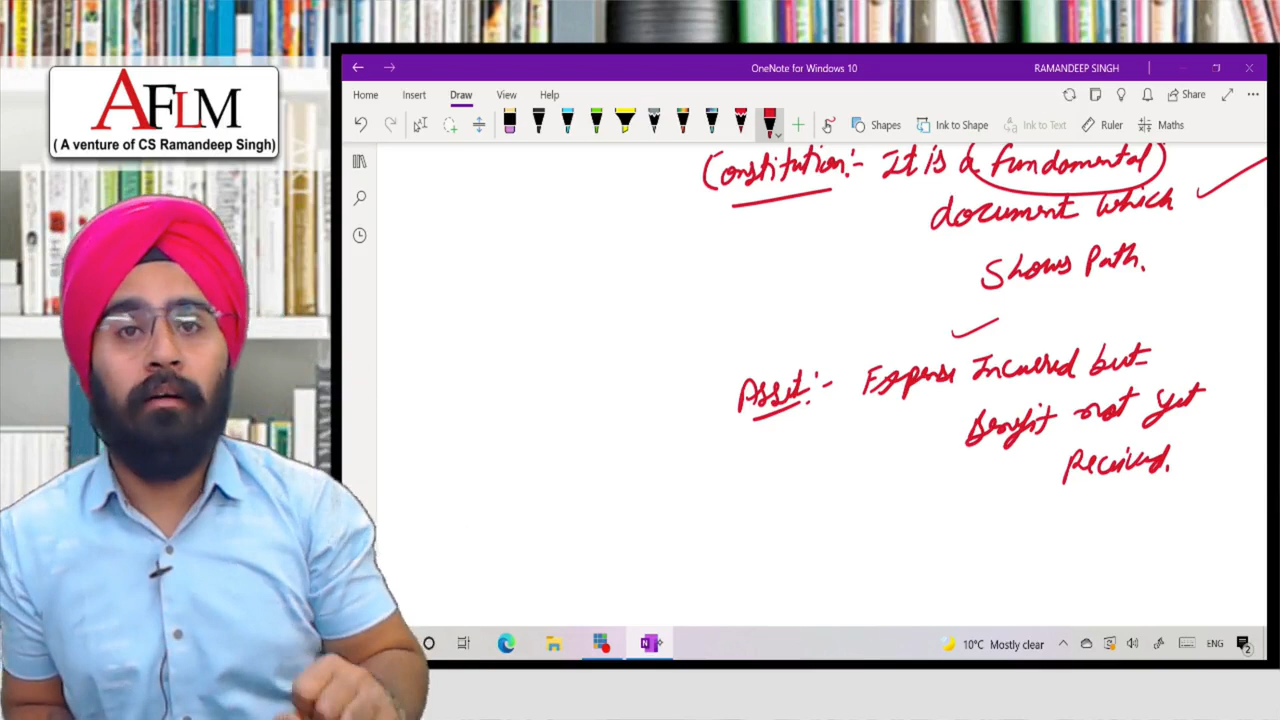 AFLM
( A venture of CS Ramandeep Singh)
OneNote for Windows 10
RAMANDEEP SINGH
Home Insert Draw View Help
Share
Shapes
Ink to Shape
Ink to Text
Ruler
Maths
Constitution:- It is a fundamental
document which
Shows Path.
Asset:- Expense Incurred but
Benefit not yet
Received.
10°C Mostly clear
ENG
2